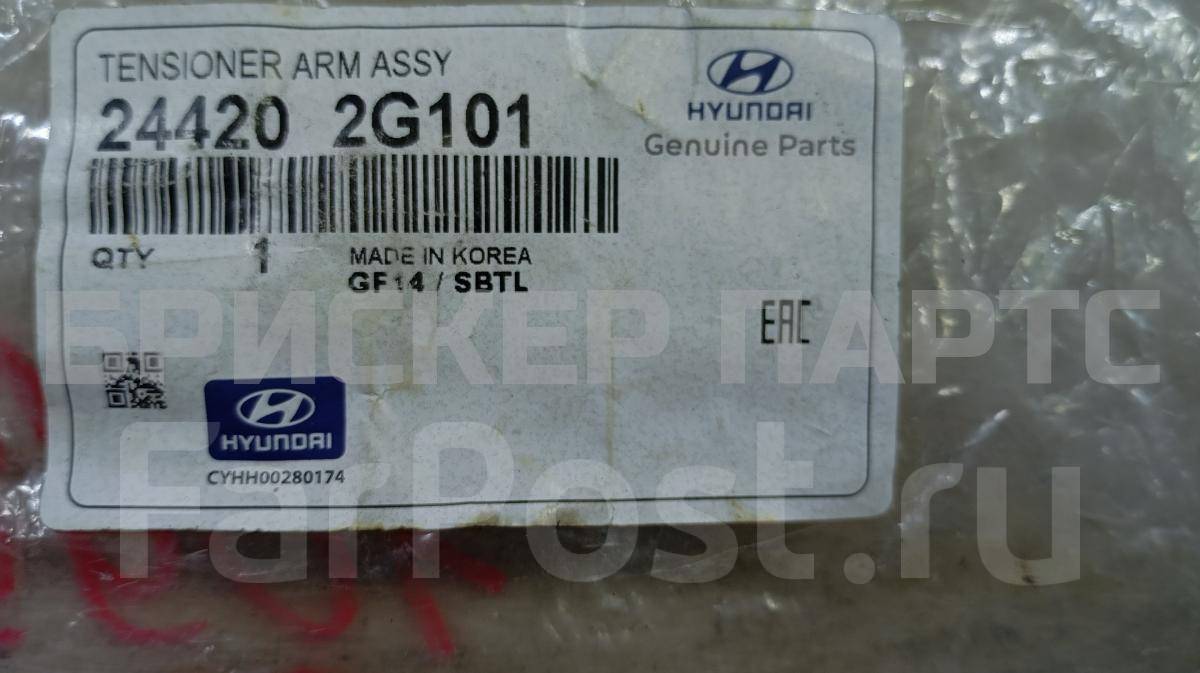 TENSIONER ARM ASSY
24420 2G101
HYUNDAI
Genuine Parts
QTY 1
MADE IN KOREA
GF14 / SBTL
EAC
БРИСКЕР ПАРТС
HYUNDAI
CYHH00280174
FarPost.ru